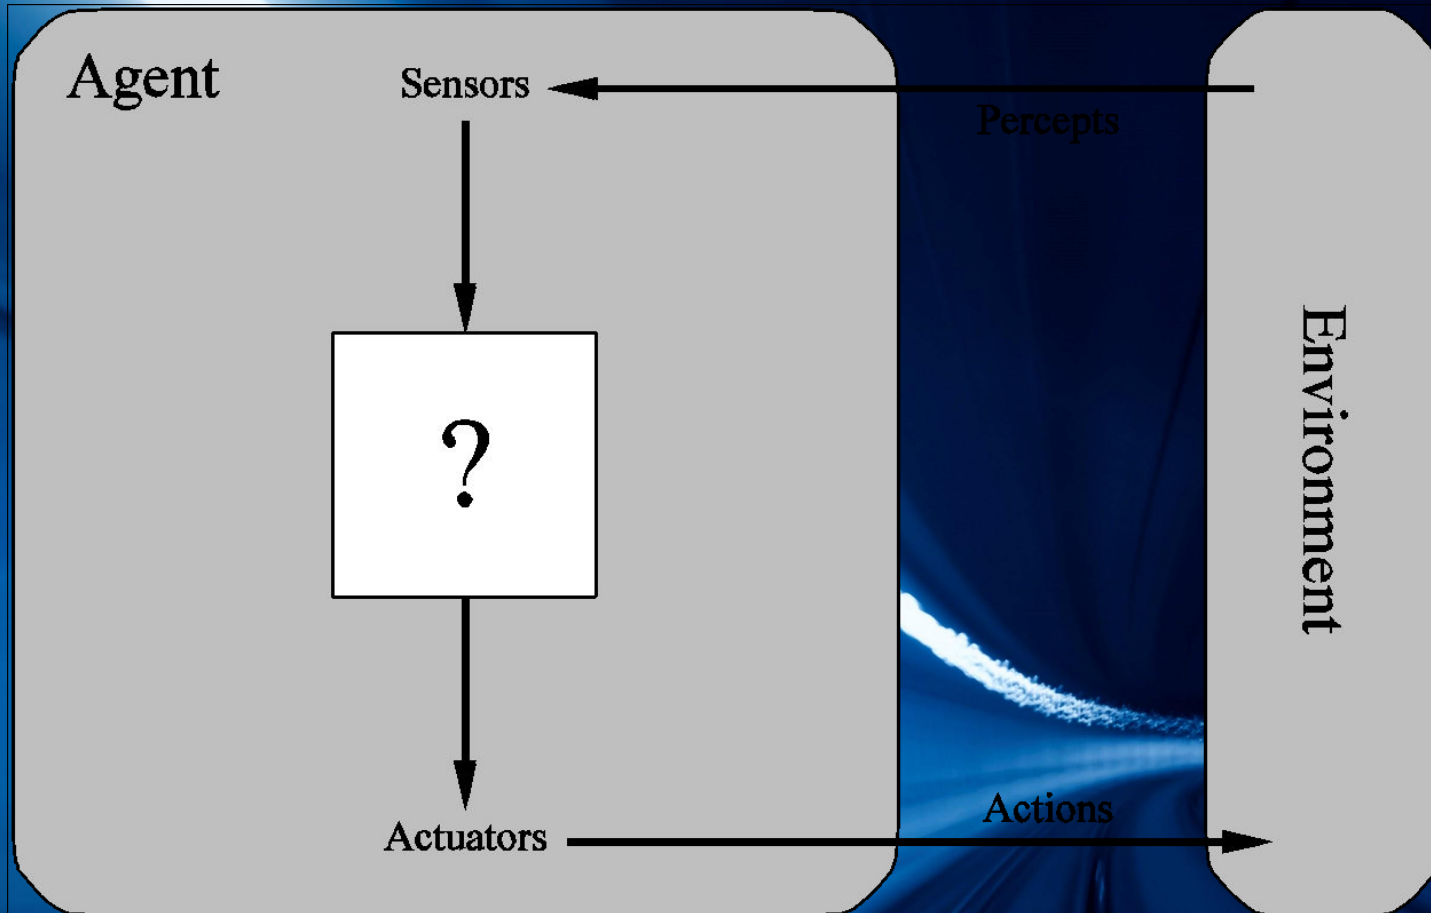 Agent
Sensors
Percepts
?
Environment
Actions
Actuators